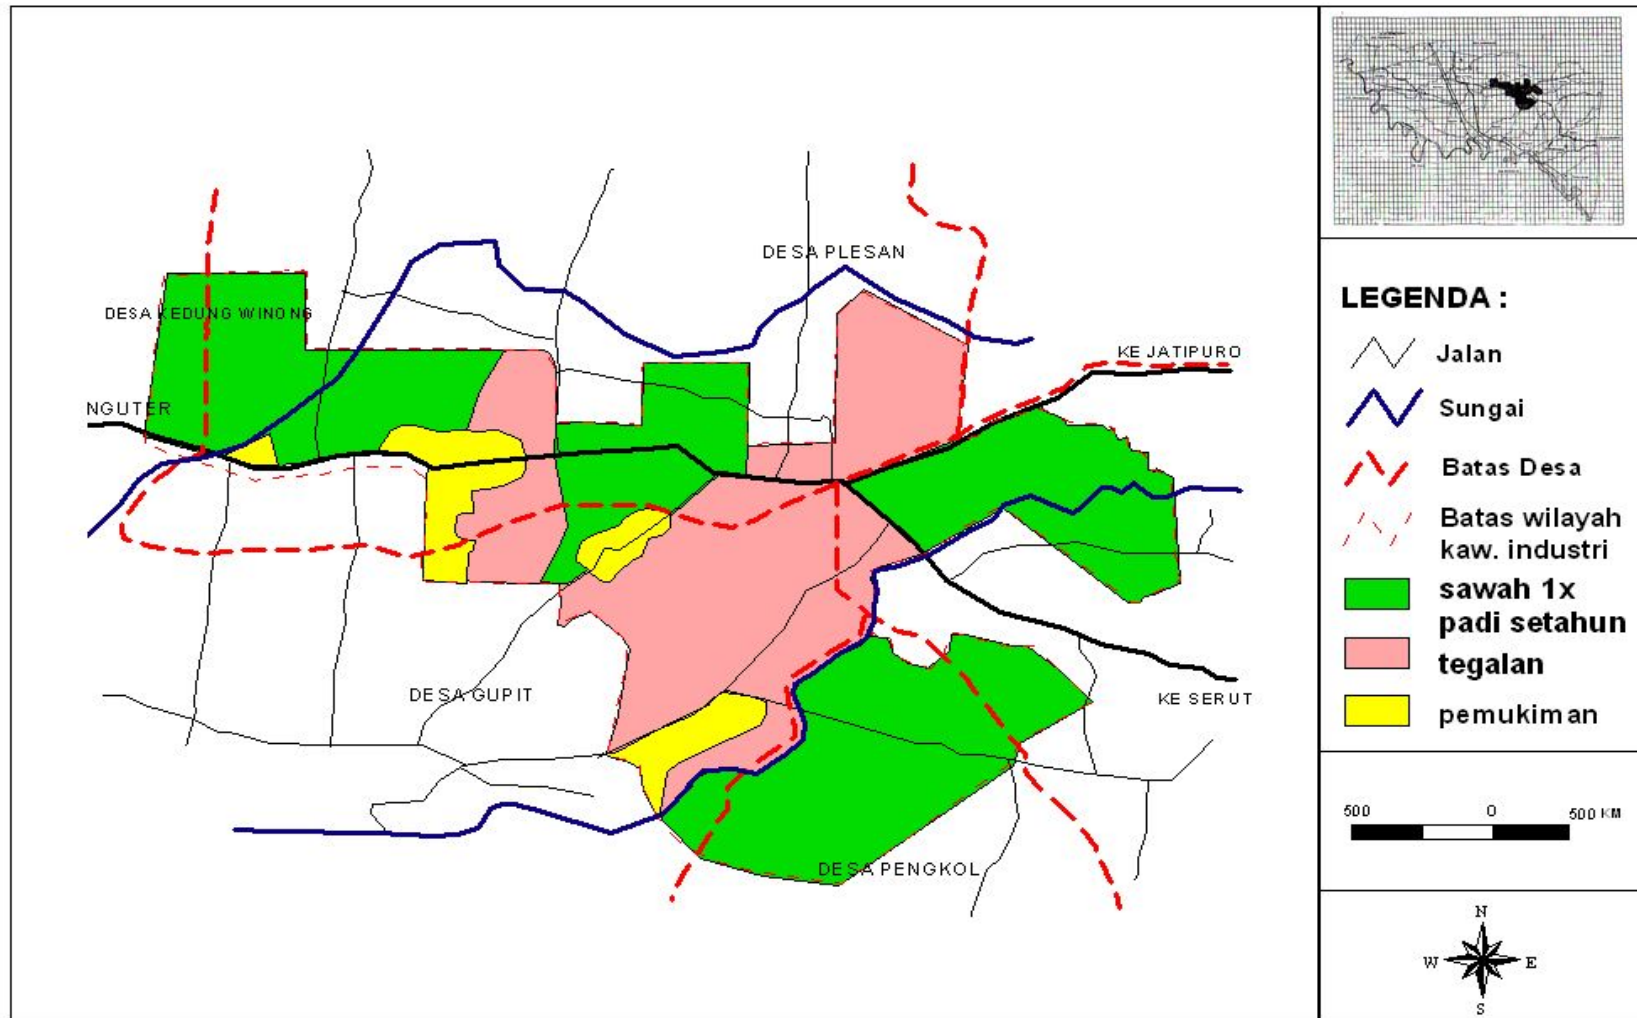 DESA PLESAN
DESA KEDUNG WINONG
KE JATIPURO
NGUTER
DESA GUPIT
KE SERUT
DESA PENGKOL
LEGENDA :
Jalan
Sungai
Batas Desa
Batas wilayah
kaw. industri
sawah 1x
padi setahun
tegalan
pemukiman
500 0 500 KM
N
W E
S